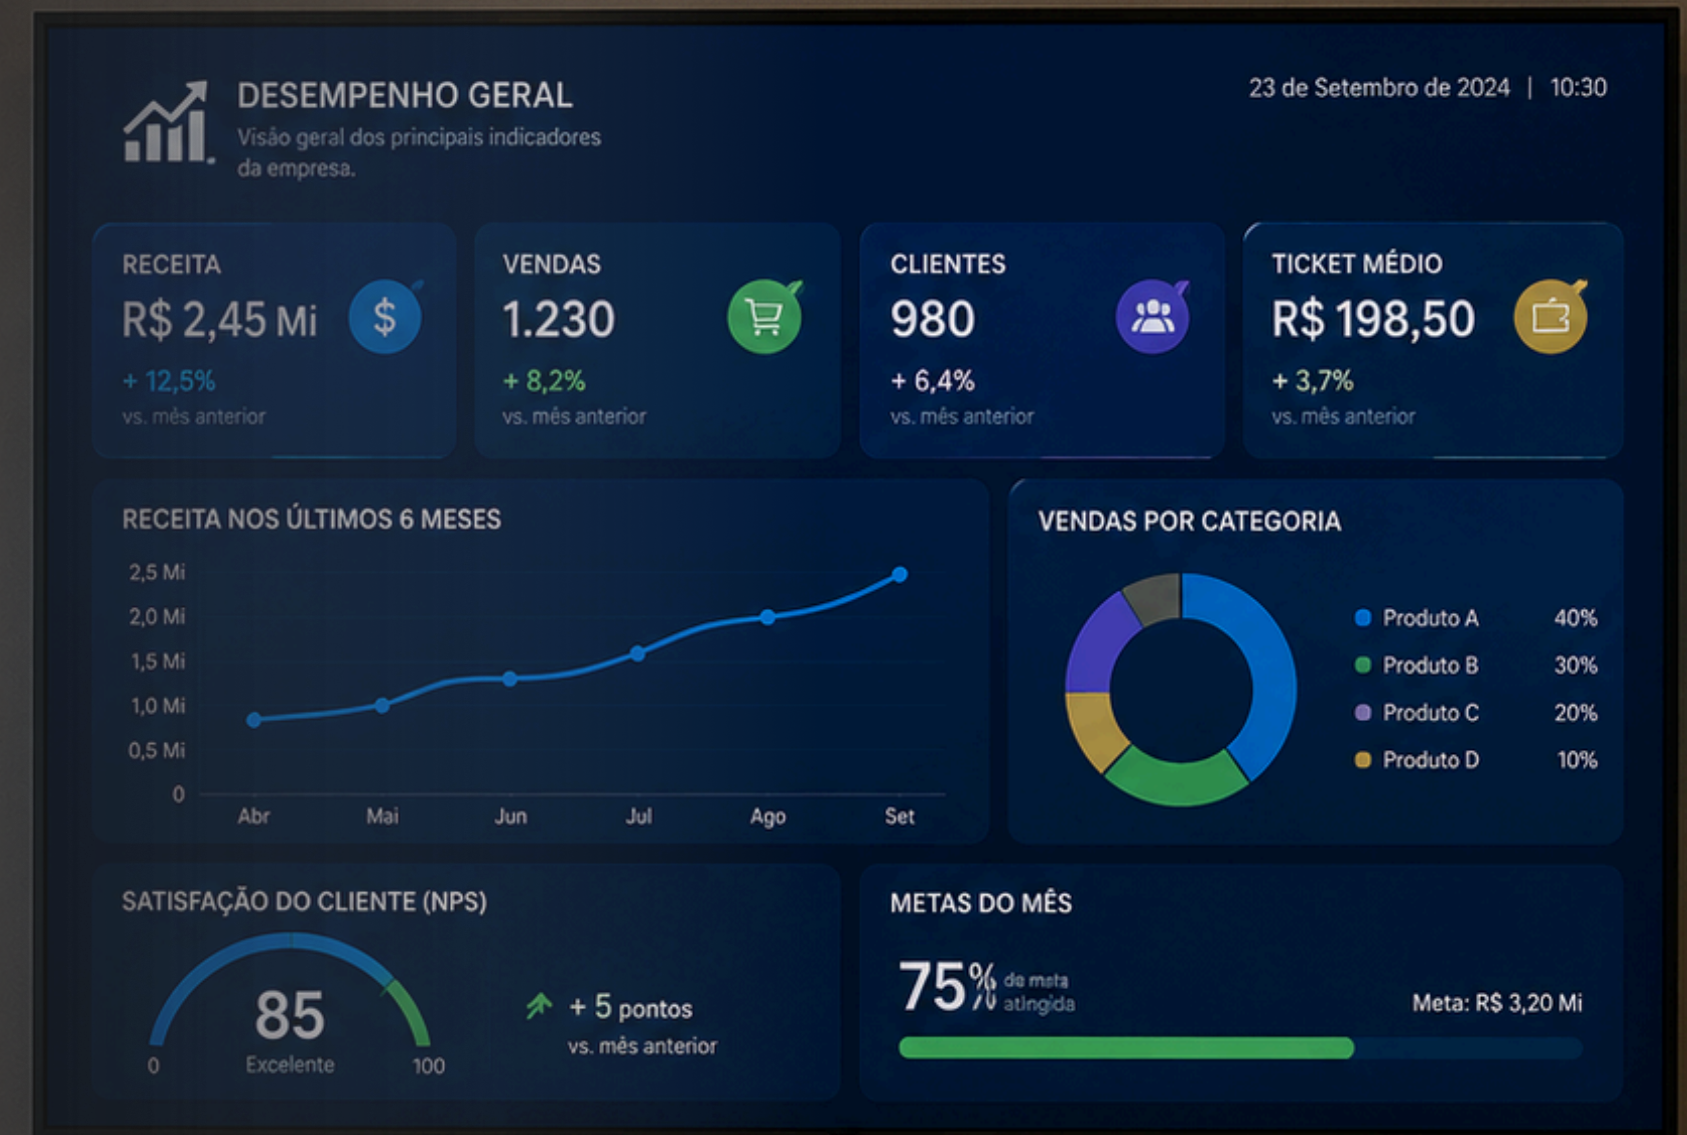 DESEMPENHO GERAL
Visão geral dos principais indicadores
da empresa.
23 de Setembro de 2024 | 10:30
RECEITA
R$ 2,45 Mi
$
+ 12,5%
vs. mês anterior
VENDAS
1.230
+ 8,2%
vs. mês anterior
CLIENTES
980
+ 6,4%
vs. mês anterior
TICKET MÉDIO
R$ 198,50
+ 3,7%
vs. mês anterior
RECEITA NOS ÚLTIMOS 6 MESES
2,5 Mi
2,0 Mi
1,5 Mi
1,0 Mi
0,5 Mi
0
Abr Mai Jun Jul Ago Set
VENDAS POR CATEGORIA
Produto A 40%
Produto B 30%
Produto C 20%
Produto D 10%
SATISFAÇÃO DO CLIENTE (NPS)
85
Excelente
0 100
+ 5 pontos
vs. mês anterior
METAS DO MÊS
75% da meta
atingida
Meta: R$ 3,20 Mi